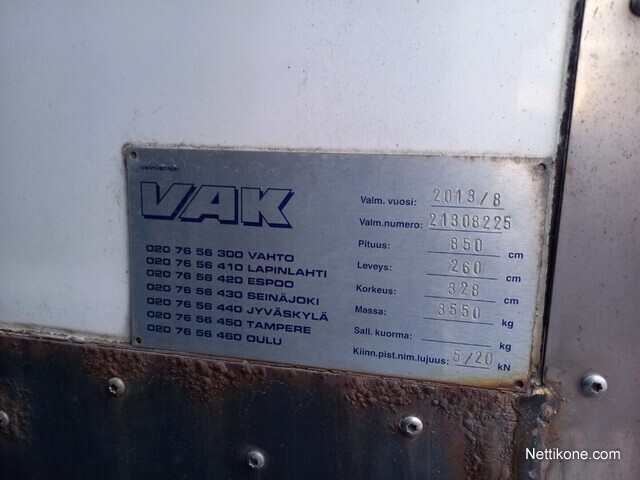 VALMISTAJA:
VAK
020 76 56 300 VAHTO
020 76 56 410 LAPINLAHTI
020 76 56 420 ESPOO
020 76 56 430 SEINÄJOKI
020 76 56 440 JYVÄSKYLÄ
020 76 56 450 TAMPERE
020 76 56 460 OULU
Valm. vuosi: 2013/8
Valm.numero: 21308225
Pituus: 850 cm
Leveys: 260 cm
Korkeus: 328 cm
Massa: 3550 kg
Sall. kuorma: - kg
Kiinn.pist.nim.lujuus: 5/20 kN
Nettikone.com